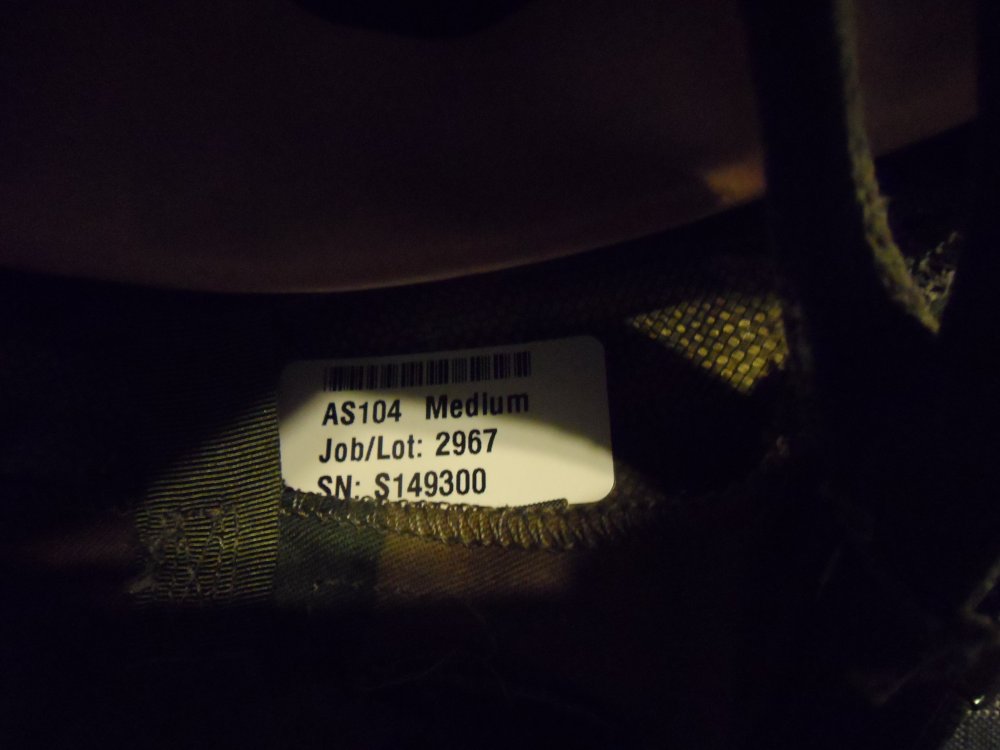 AS104 Medium
Job/Lot: 2967
SN: S149300